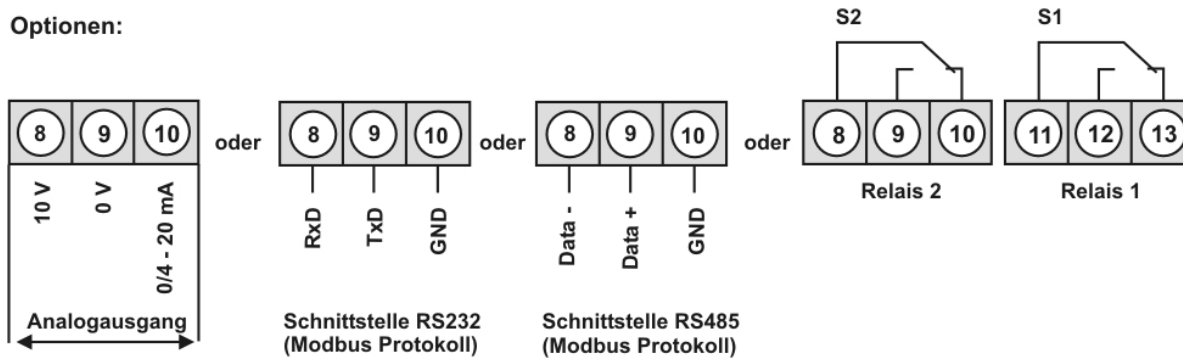 Optionen:
S2
S1
8 9 10
oder
8 9 10
oder
8 9 10
oder
8 9 10
11 12 13
10 V
0 V
0/4 - 20 mA
Analogausgang
RxD
TxD
GND
Schnittstelle RS232
(Modbus Protokoll)
Data -
Data +
GND
Schnittstelle RS485
(Modbus Protokoll)
Relais 2
Relais 1